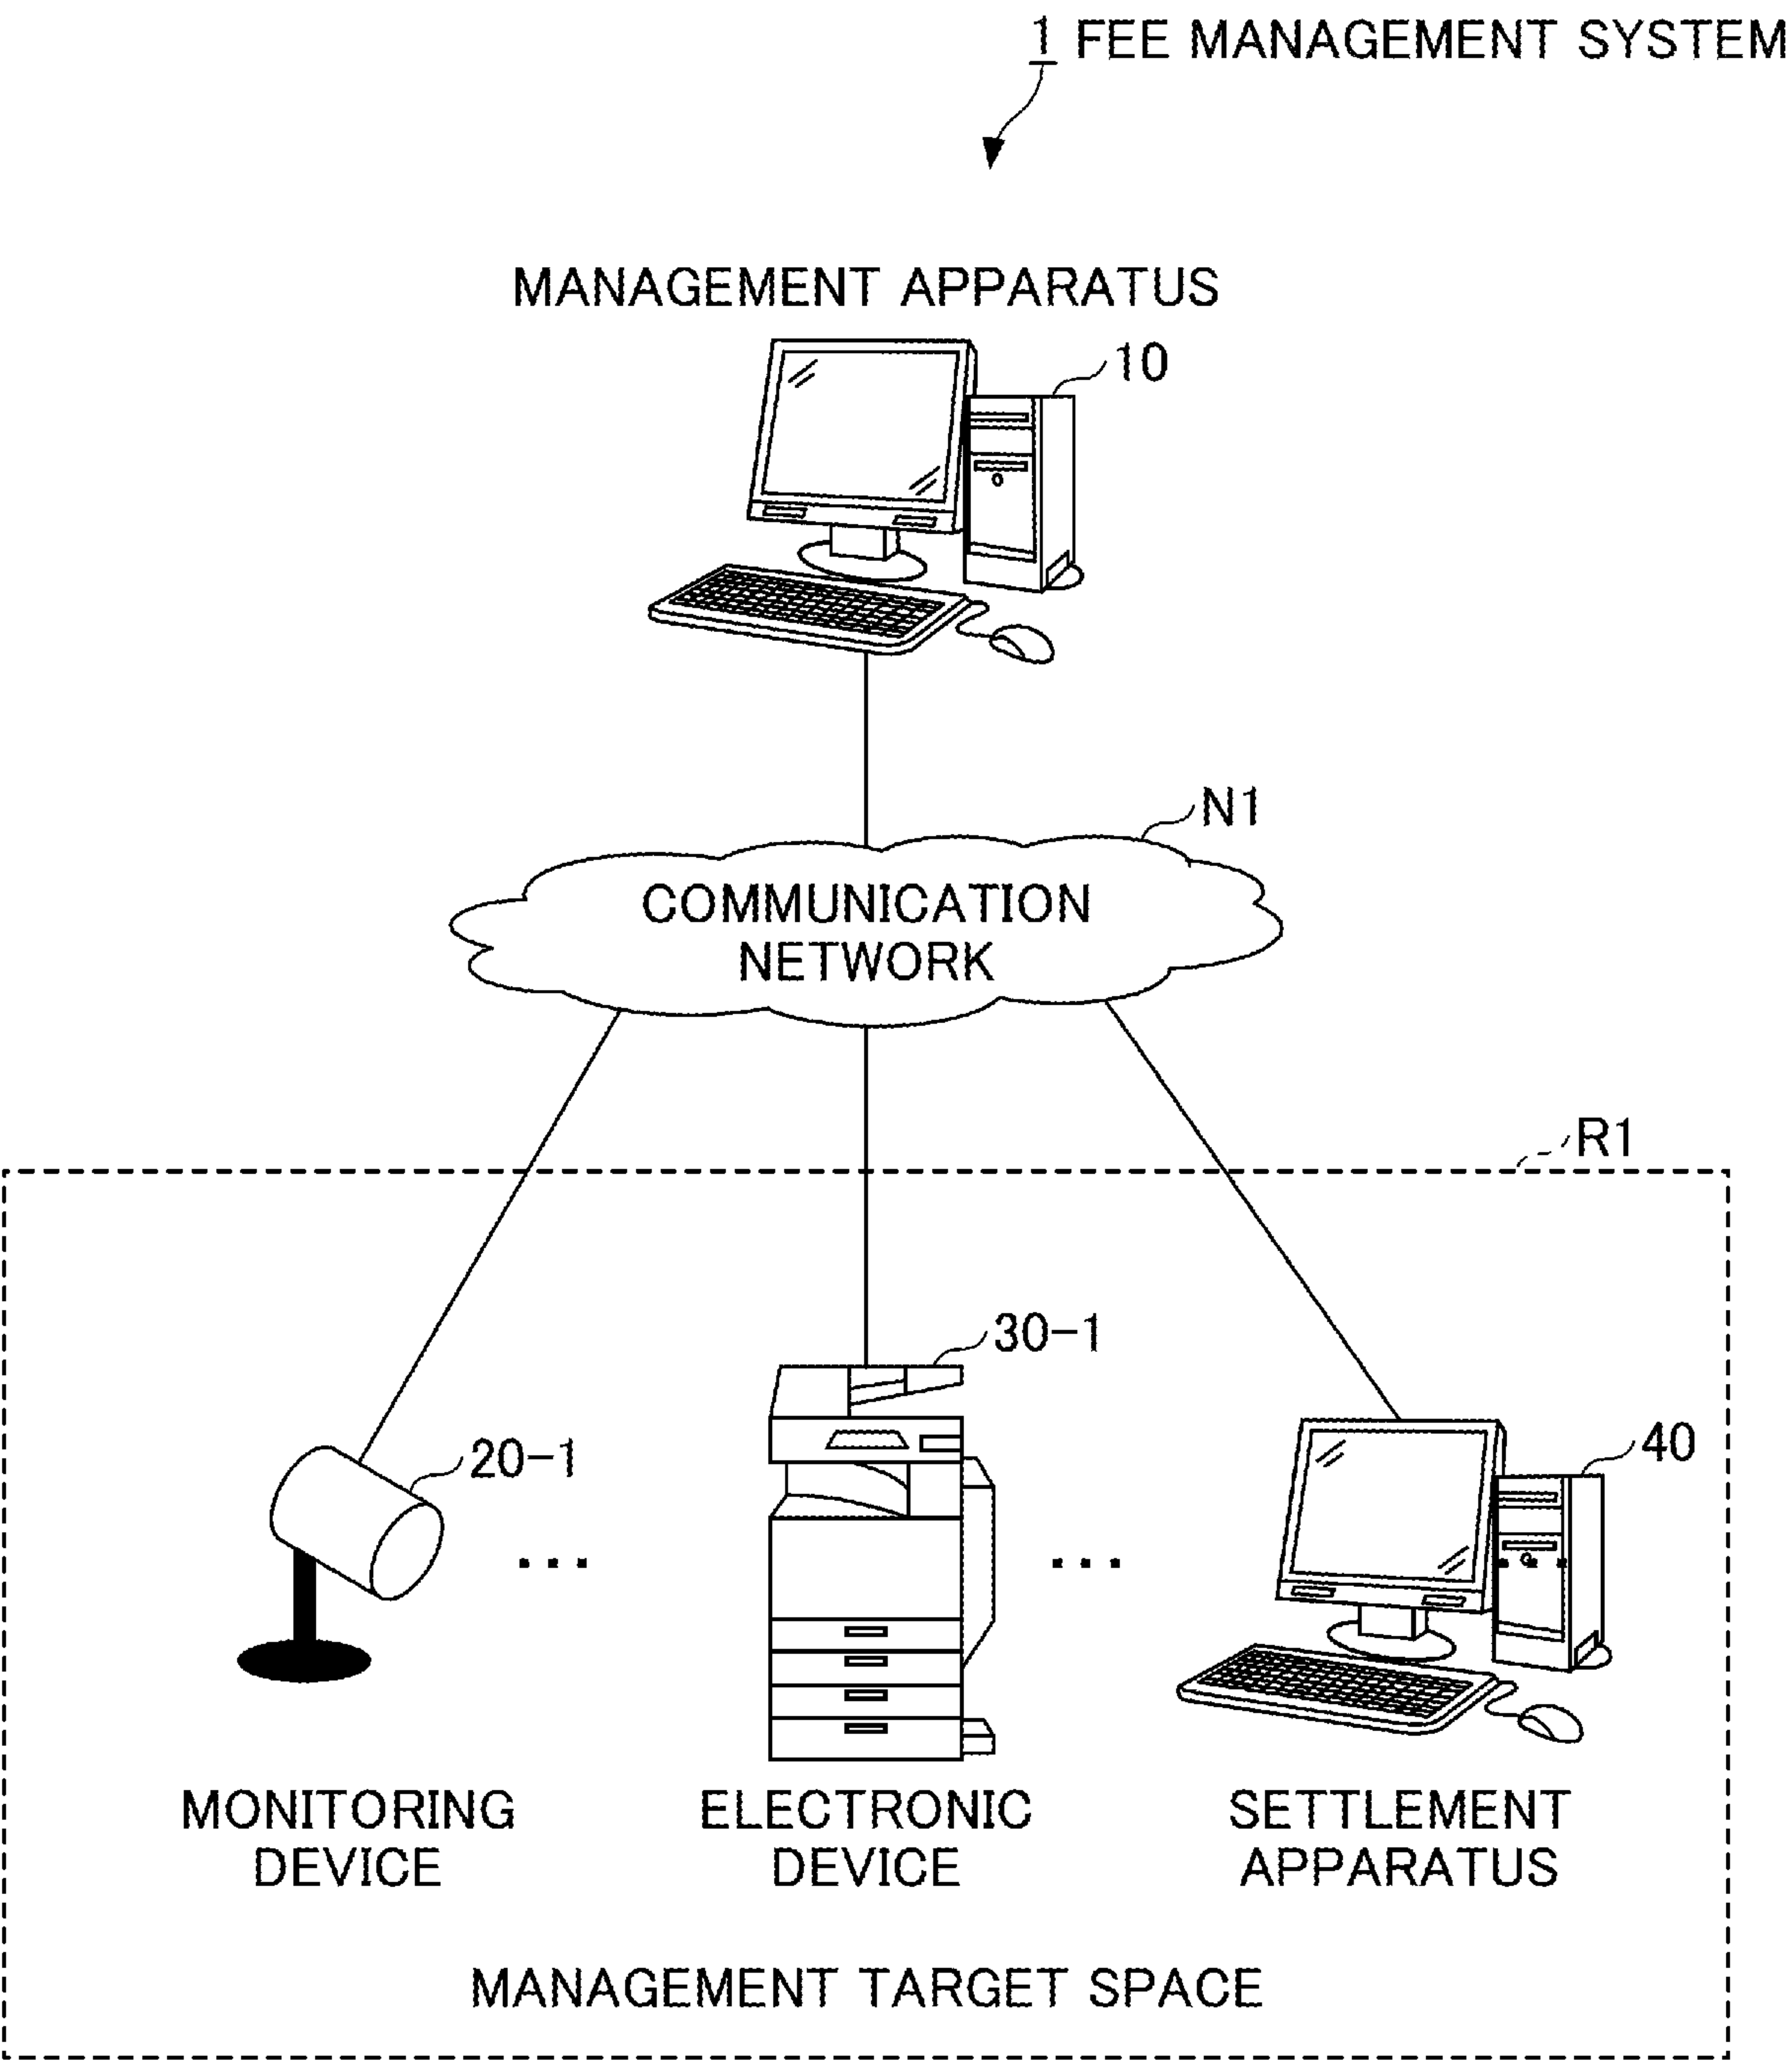 1 FEE MANAGEMENT SYSTEM
MANAGEMENT APPARATUS
10
N1
COMMUNICATION
NETWORK
R1
30-1
20-1
40
...
...
MONITORING
DEVICE
ELECTRONIC
DEVICE
SETTLEMENT
APPARATUS
MANAGEMENT TARGET SPACE